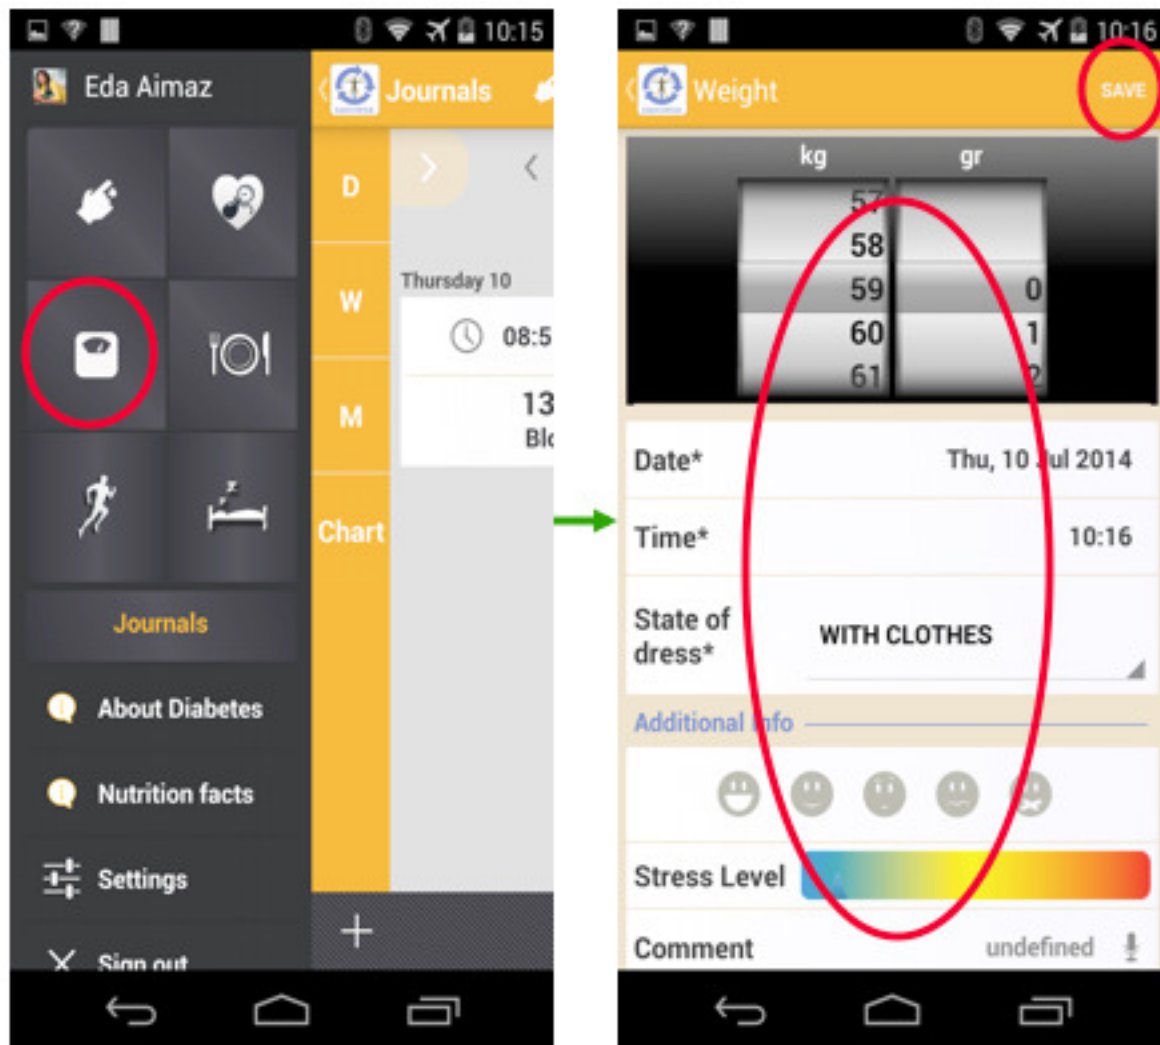 10:15
Eda Aimaz
Journals
D
W
M
Chart
Thursday 10
08:5
13
Blo
Journals
About Diabetes
Nutrition facts
Settings
Sign out
10:16
Weight
SAVE
kg gr
57
58
59 0
60 1
61 2
Date* Thu, 10 Jul 2014
Time* 10:16
State of
dress*
WITH CLOTHES
Additional Info
Stress Level
Comment undefined